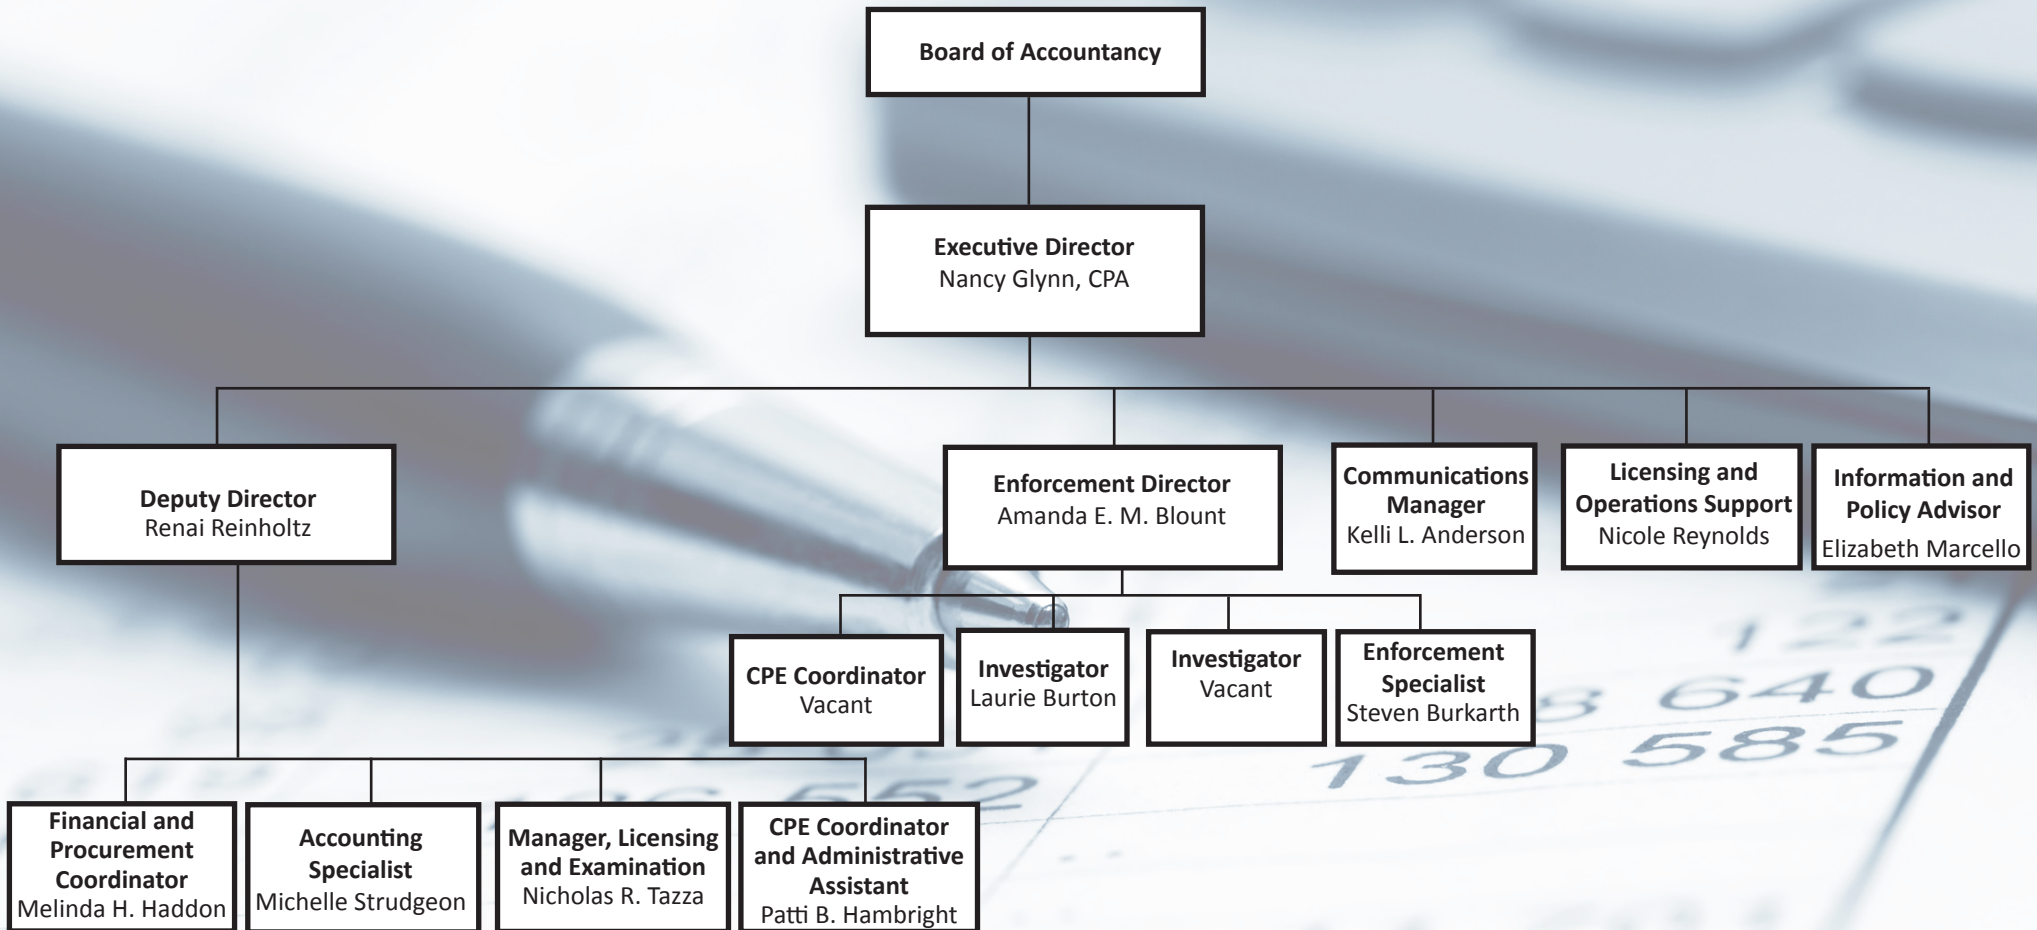 Board of Accountancy
Executive Director
Nancy Glynn, CPA
Deputy Director
Renai Reinholtz
Enforcement Director
Amanda E. M. Blount
Communications
Manager
Kelli L. Anderson
Licensing and
Operations Support
Nicole Reynolds
Information and
Policy Advisor
Elizabeth Marcello
CPE Coordinator
Vacant
Investigator
Laurie Burton
Investigator
Vacant
Enforcement
Specialist
Steven Burkarth
Financial and
Procurement
Coordinator
Melinda H. Haddon
Accounting
Specialist
Michelle Strudgeon
Manager, Licensing
and Examination
Nicholas R. Tazza
CPE Coordinator
and Administrative
Assistant
Patti B. Hambright
122
8 640
130 585
552